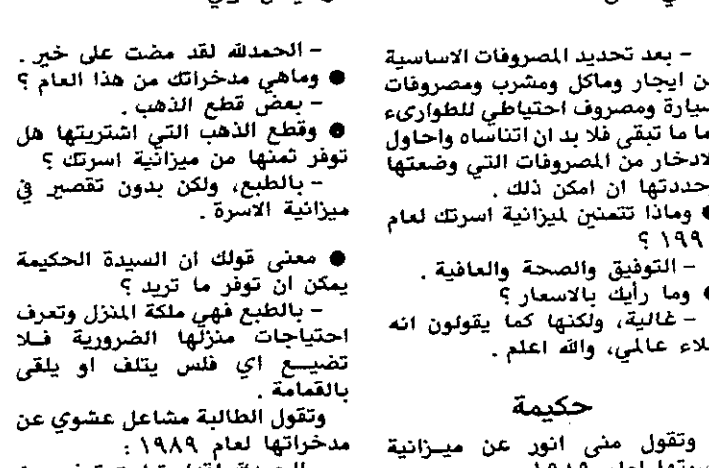 - بعد تحديد المصروفات الاساسية
من ايجار وماكل ومشرب ومصروفات
سيارة ومصروف احتياطي للطوارىء
ما تبقى فلا بد ان اتناساه واحاول
الادخار من المصروفات التي وضعتها
وحددتها ان امكن ذلك .
● وماذا تتمنين لميزانية اسرتك لعام
١٩٩ ؟
- التوفيق والصحة والعافية .
● وما رأيك بالاسعار ؟
- غالية، ولكنها كما يقولون انه
غلاء عالمي، والله اعلم .
حكيمة
وتقول منى انور عن ميـزانية
١٩٨٩
- الحمدلله لقد مضت على خير .
● وماهي مدخراتك من هذا العام ؟
- بعض قطع الذهب .
● وقطع الذهب التي اشتريتها هل
توفر ثمنها من ميزانية اسرتك ؟
- بالطبع، ولكن بدون تقصير في
ميزانية الاسرة .
● معنى قولك ان السيدة الحكيمة
يمكن ان توفر ما تريد ؟
- بالطبع فهي ملكة المنزل وتعرف
احتياجات منزلها الضرورية فـلا
تضيـــع اي فلس يتلف او يلقى
بالقمامة .
وتقول الطالبة مشاعل عشوي عن
مدخراتها لعام ١٩٨٩ :